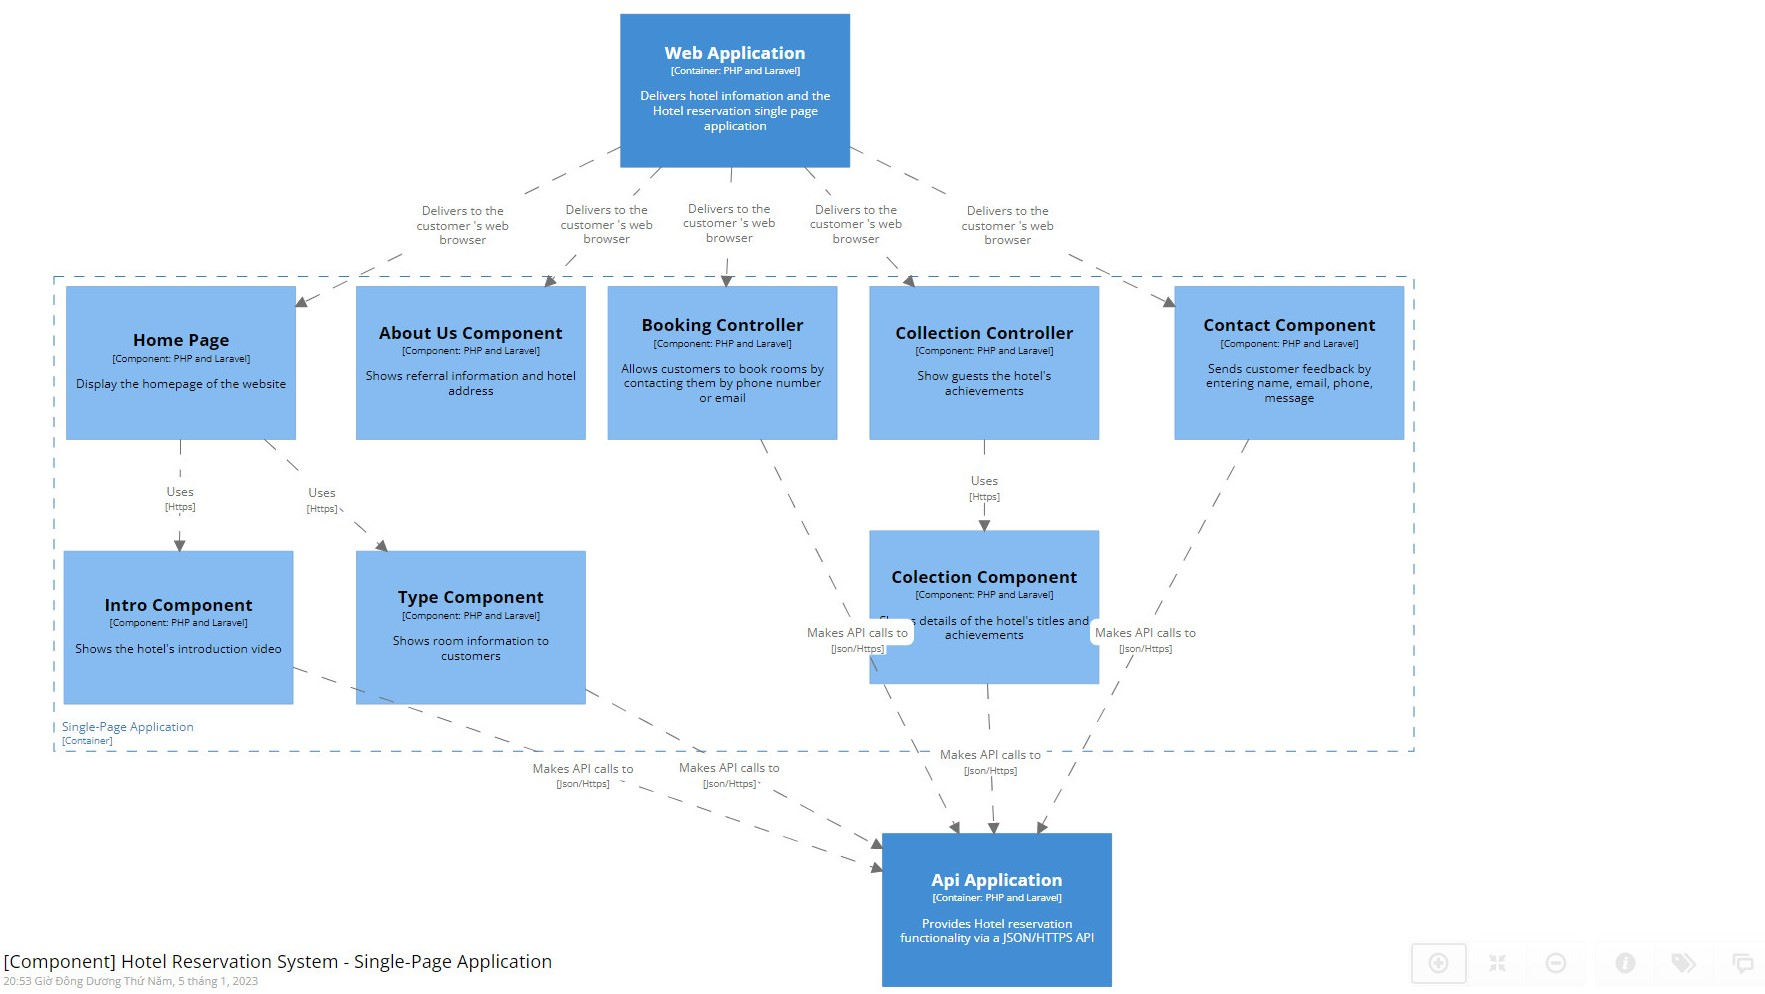 Web Application
[Container: PHP and Laravel]
Delivers hotel infomation and the
Hotel reservation single page
application
Delivers to the
customer 's web
browser
Delivers to the
customer 's web
browser
Delivers to the
customer 's web
browser
Delivers to the
customer 's web
browser
Delivers to the
customer 's web
browser
Home Page
[Component: PHP and Laravel]
Display the homepage of the website
About Us Component
[Component: PHP and Laravel]
Shows referral information and hotel
address
Booking Controller
[Component: PHP and Laravel]
Allows customers to book rooms by
contacting them by phone number
or email
Collection Controller
[Component: PHP and Laravel]
Show guests the hotel's
achievements
Contact Component
[Component: PHP and Laravel]
Sends customer feedback by
entering name, email, phone,
message
Uses
[Https]
Uses
[Https]
Uses
[Https]
Intro Component
[Component: PHP and Laravel]
Shows the hotel's introduction video
Type Component
[Component: PHP and Laravel]
Shows room information to
customers
Colection Component
[Component: PHP and Laravel]
details of the hotel's titles and
achievements
Makes API calls to
[Json/Https]
Makes API calls to
[Json/Https]
Single-Page Application
[Container]
Makes API calls to
[Json/Https]
Makes API calls to
[Json/Https]
Makes API calls to
[Json/Https]
Api Application
[Container: PHP and Laravel]
Provides Hotel reservation
functionality via a JSON/HTTPS API
[Component] Hotel Reservation System - Single-Page Application
20:53 Giờ Đông Dương Thứ Năm, 5 tháng 1, 2023